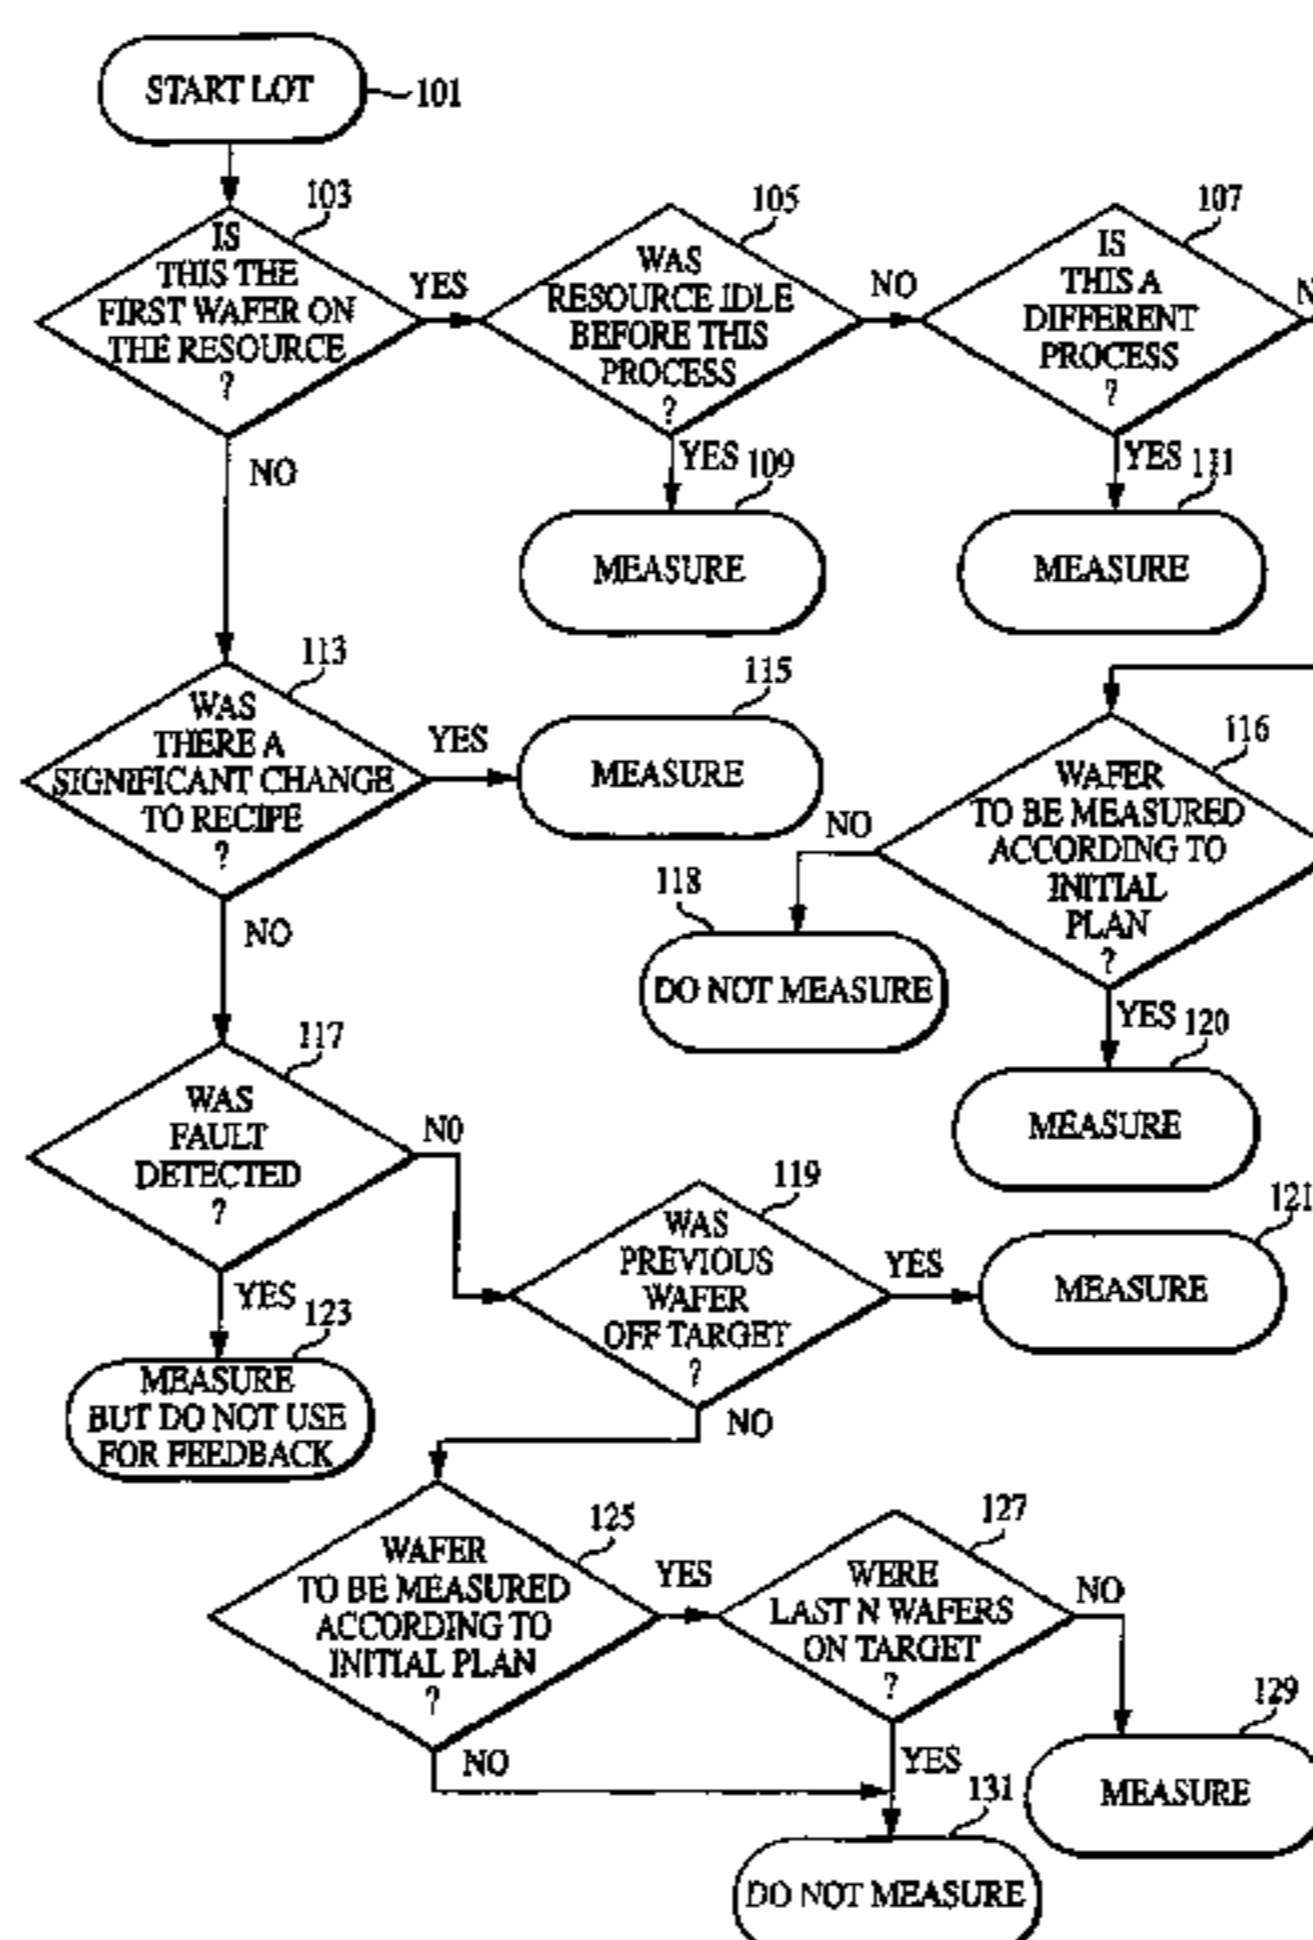 START LOT
101
103
IS
THIS THE
FIRST WAFER ON
THE RESOURCE
?
YES
NO
105
WAS
RESOURCE IDLE
BEFORE THIS
PROCESS
?
NO
YES
107
IS
THIS A
DIFFERENT
PROCESS
?
YES
109
MEASURE
111
MEASURE
113
WAS
THERE A
SIGNIFICANT CHANGE
TO RECIPE
?
YES
NO
115
MEASURE
116
WAFER
TO BE MEASURED
ACCORDING TO
INITIAL
PLAN
?
NO
YES
118
DO NOT MEASURE
120
MEASURE
117
WAS
FAULT
DETECTED
?
NO
YES
119
WAS
PREVIOUS
WAFER
OFF TARGET
?
YES
NO
121
MEASURE
123
MEASURE
BUT DO NOT USE
FOR FEEDBACK
125
WAFER
TO BE MEASURED
ACCORDING TO
INITIAL PLAN
?
YES
NO
127
WERE
LAST N WAFERS
ON TARGET
?
NO
YES
129
MEASURE
131
DO NOT MEASURE